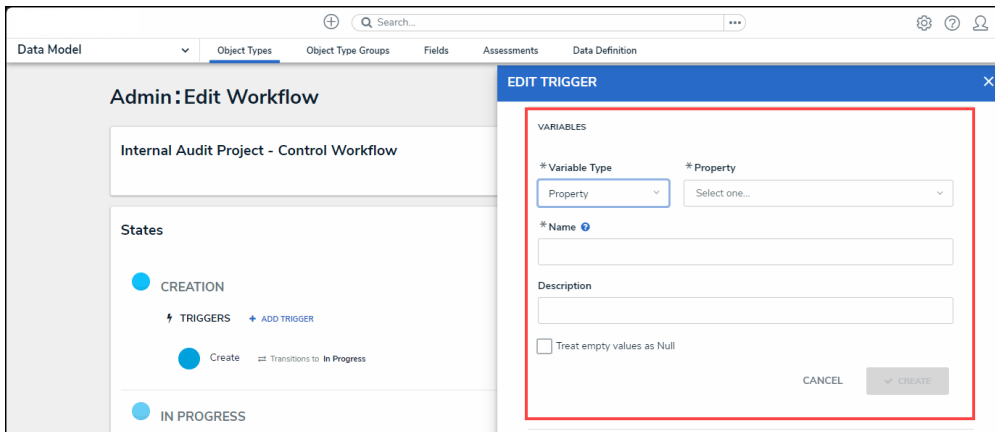 Search...
Data Model
Object Types
Object Type Groups
Fields
Assessments
Data Definition
EDIT TRIGGER
Admin:Edit Workflow
VARIABLES
Internal Audit Project - Control Workflow
*Variable Type
*Property
Property
Select one...
*Name
States
CREATION
Description
TRIGGERS + ADD TRIGGER
Treat empty values as Null
Create Transitions to In Progress
CANCEL
CREATE
IN PROGRESS